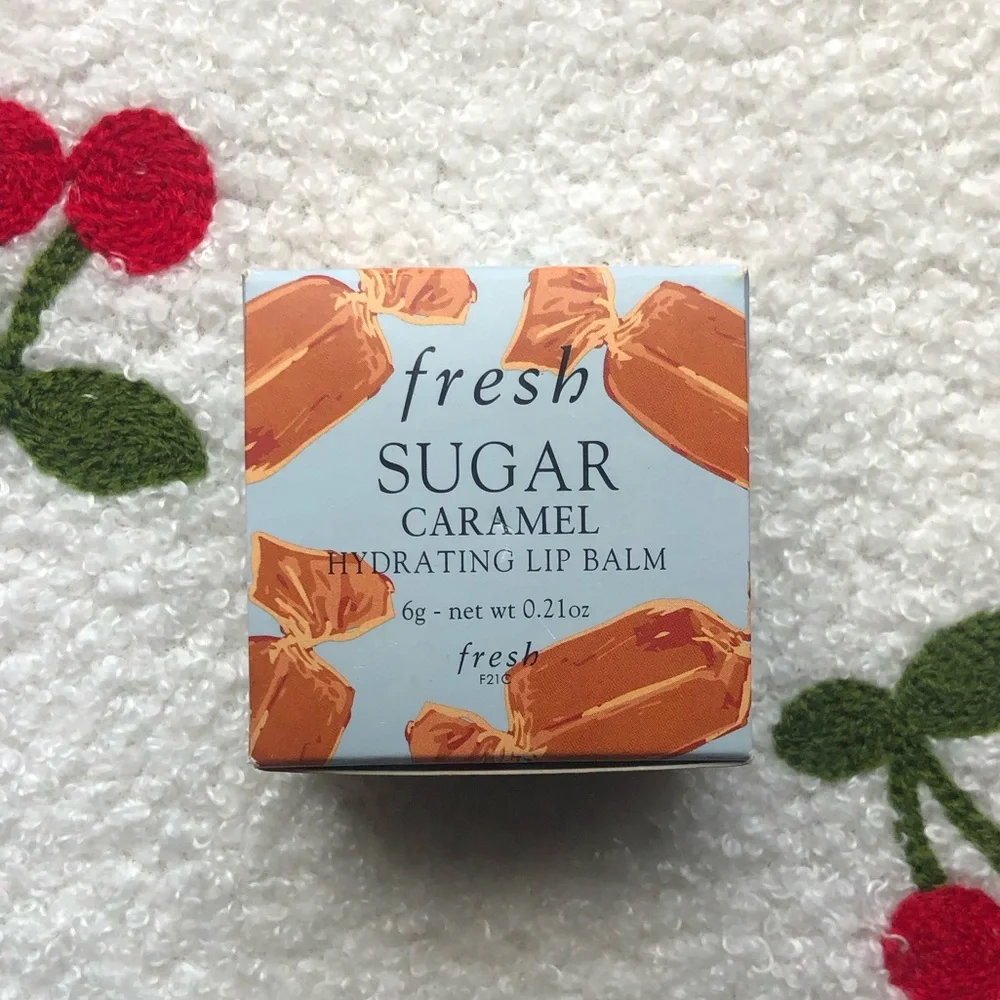 fresh
SUGAR
CARAMEL
HYDRATING LIP BALM
6g - net wt 0.21oz
fresh
F21C